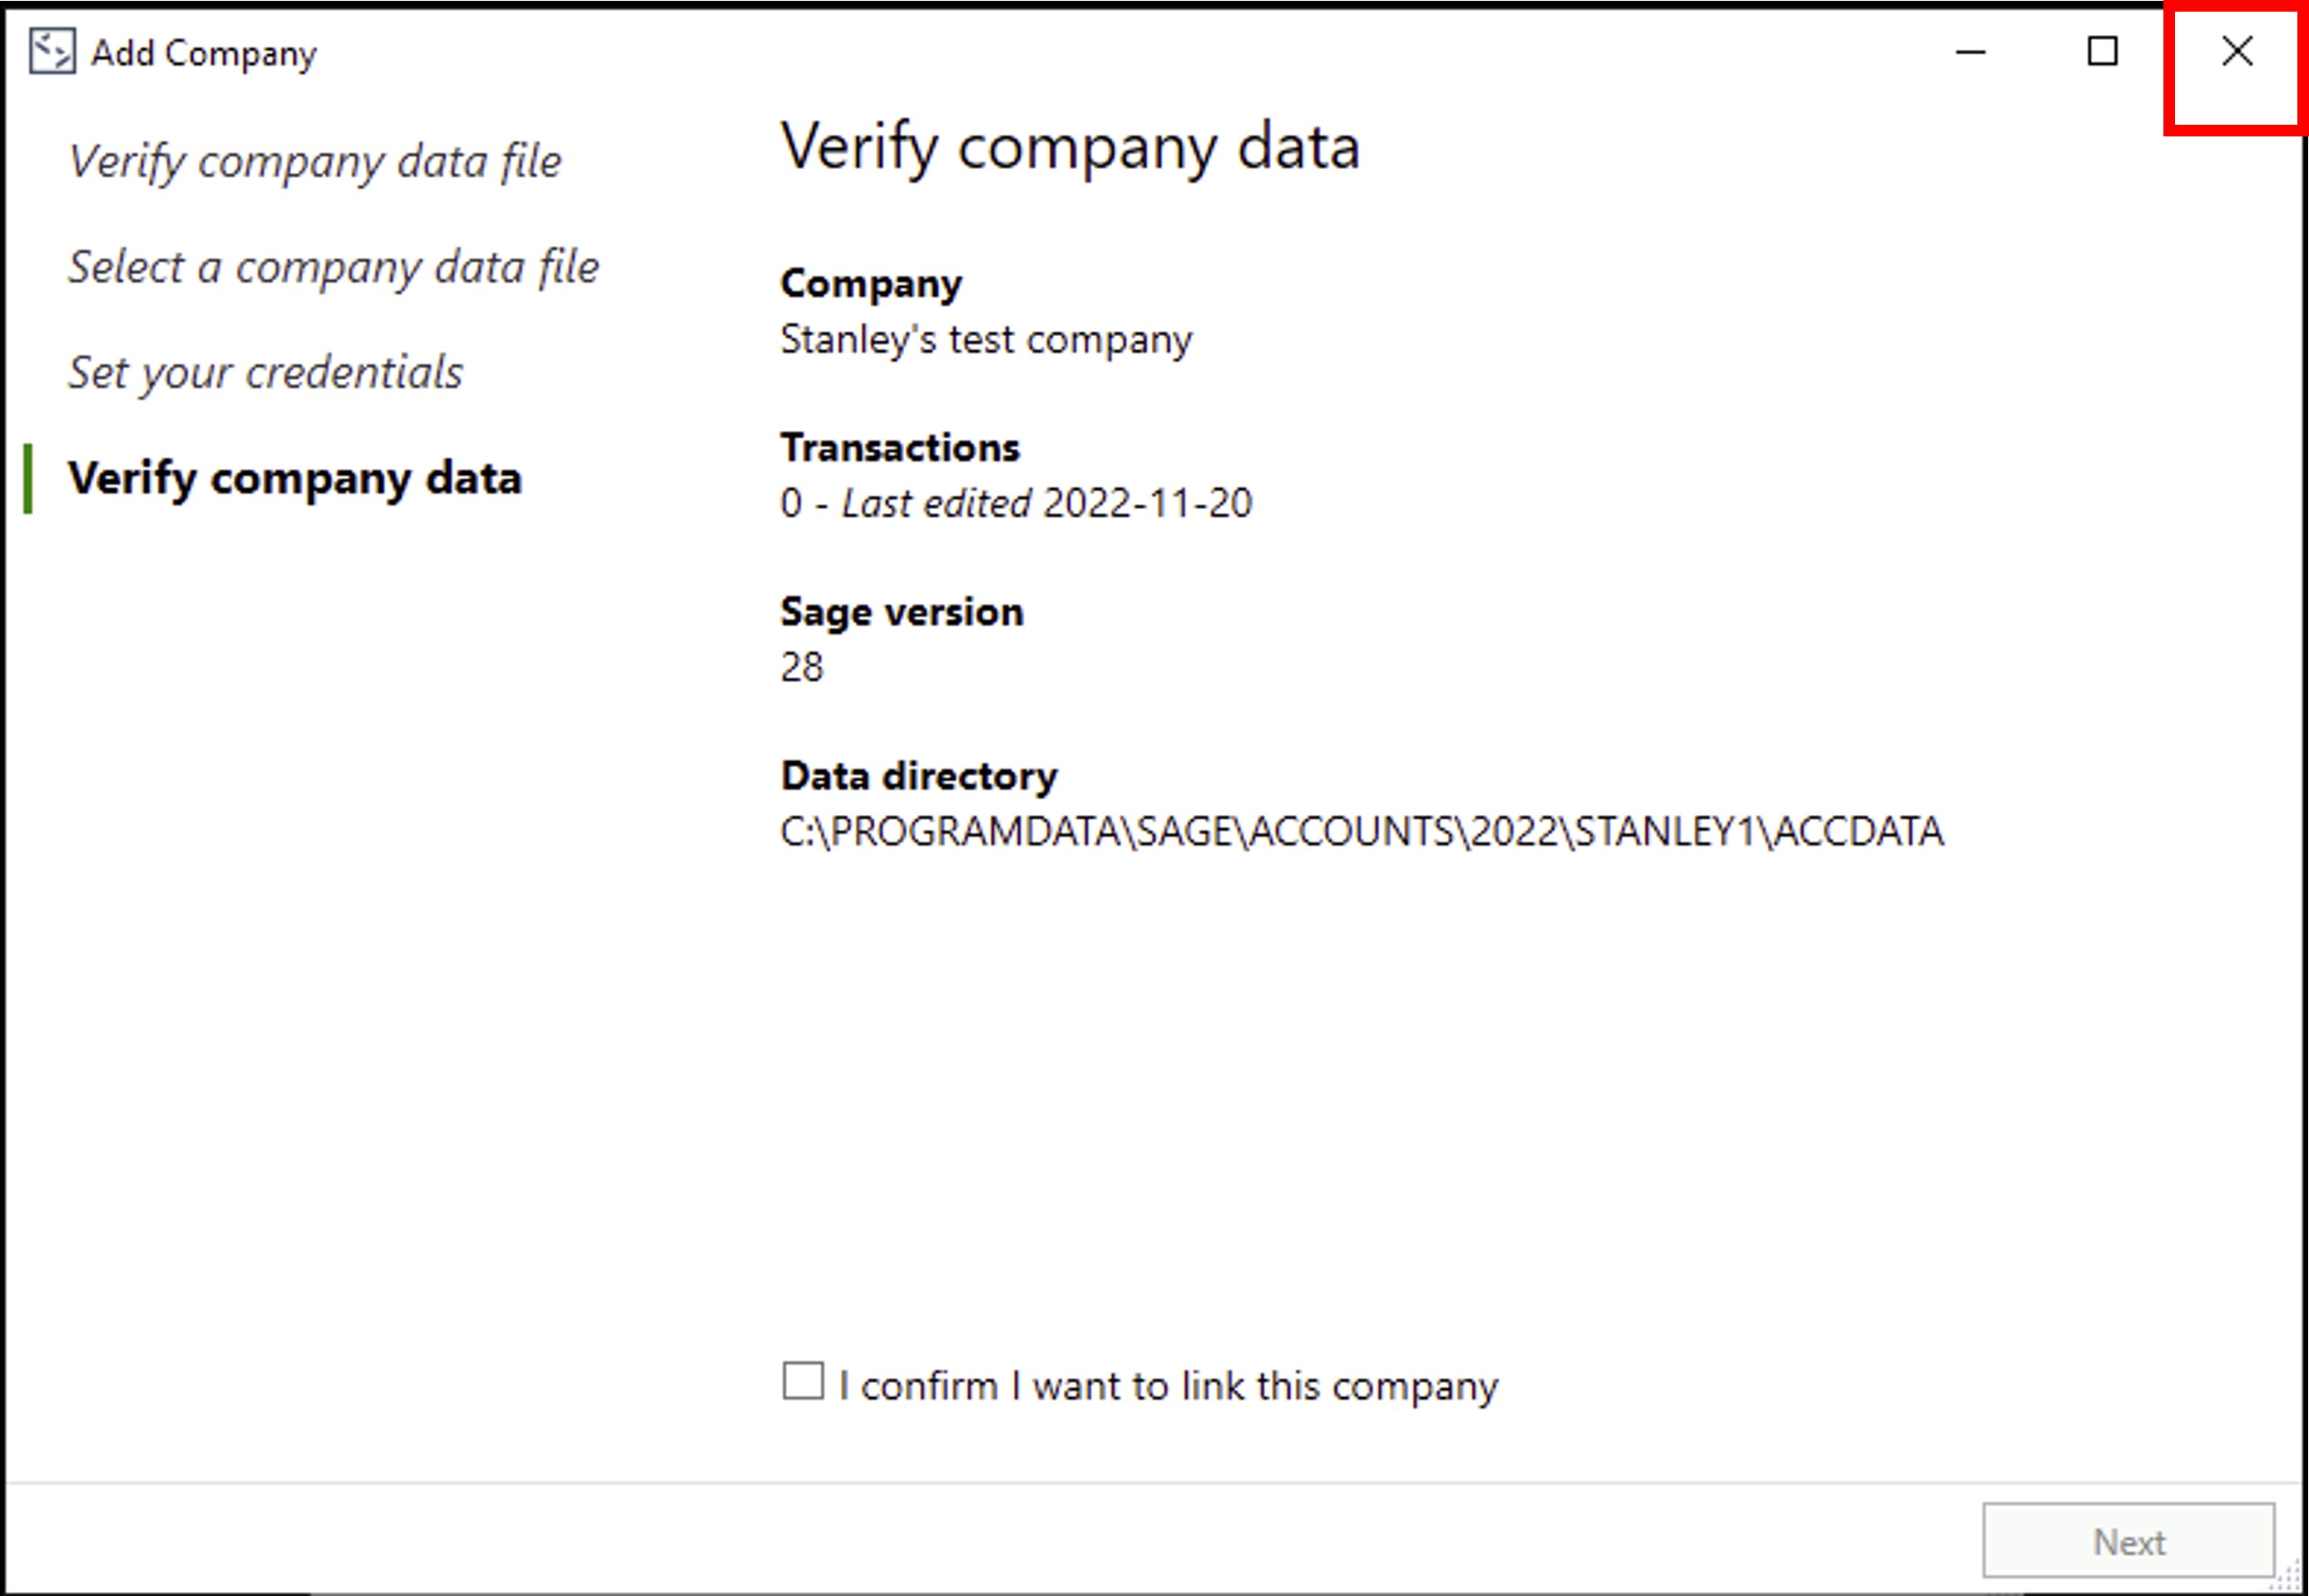 Add Company
Verify company data file
Select a company data file
Set your credentials
Verify company data
Verify company data
Company
Stanley's test company
Transactions
0 - Last edited 2022-11-20
Sage version
28
Data directory
C:\PROGRAMDATA\SAGE\ACCOUNTS\2022\STANLEY1\ACCDATA
I confirm I want to link this company
Next